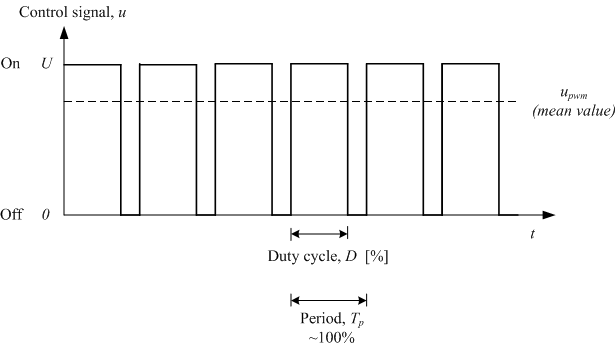 Control signal, u
On U
u_pwm
(mean value)
Off 0
t
Duty cycle, D [%]
Period, T_p
~100%